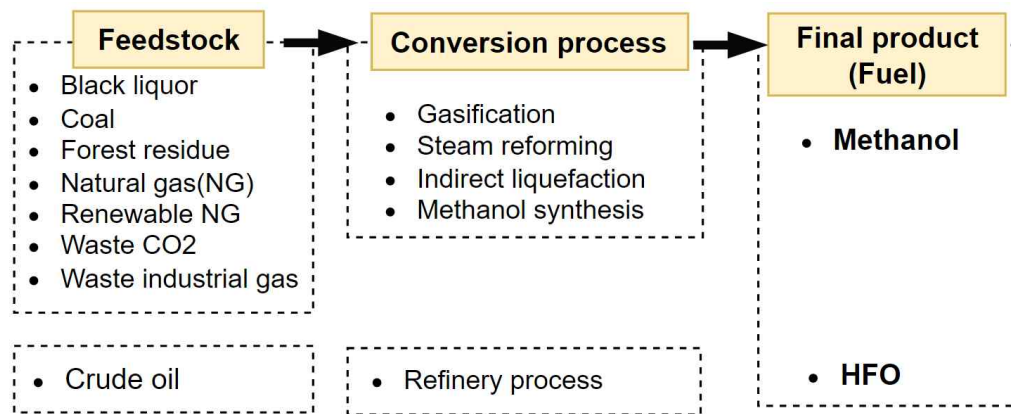 Feedstock
Conversion process
Final product
(Fuel)
• Black liquor
• Coal
• Forest residue
• Natural gas(NG)
• Renewable NG
• Waste CO2
• Waste industrial gas
• Gasification
• Steam reforming
• Indirect liquefaction
• Methanol synthesis
• Methanol
• Crude oil
• Refinery process
• HFO